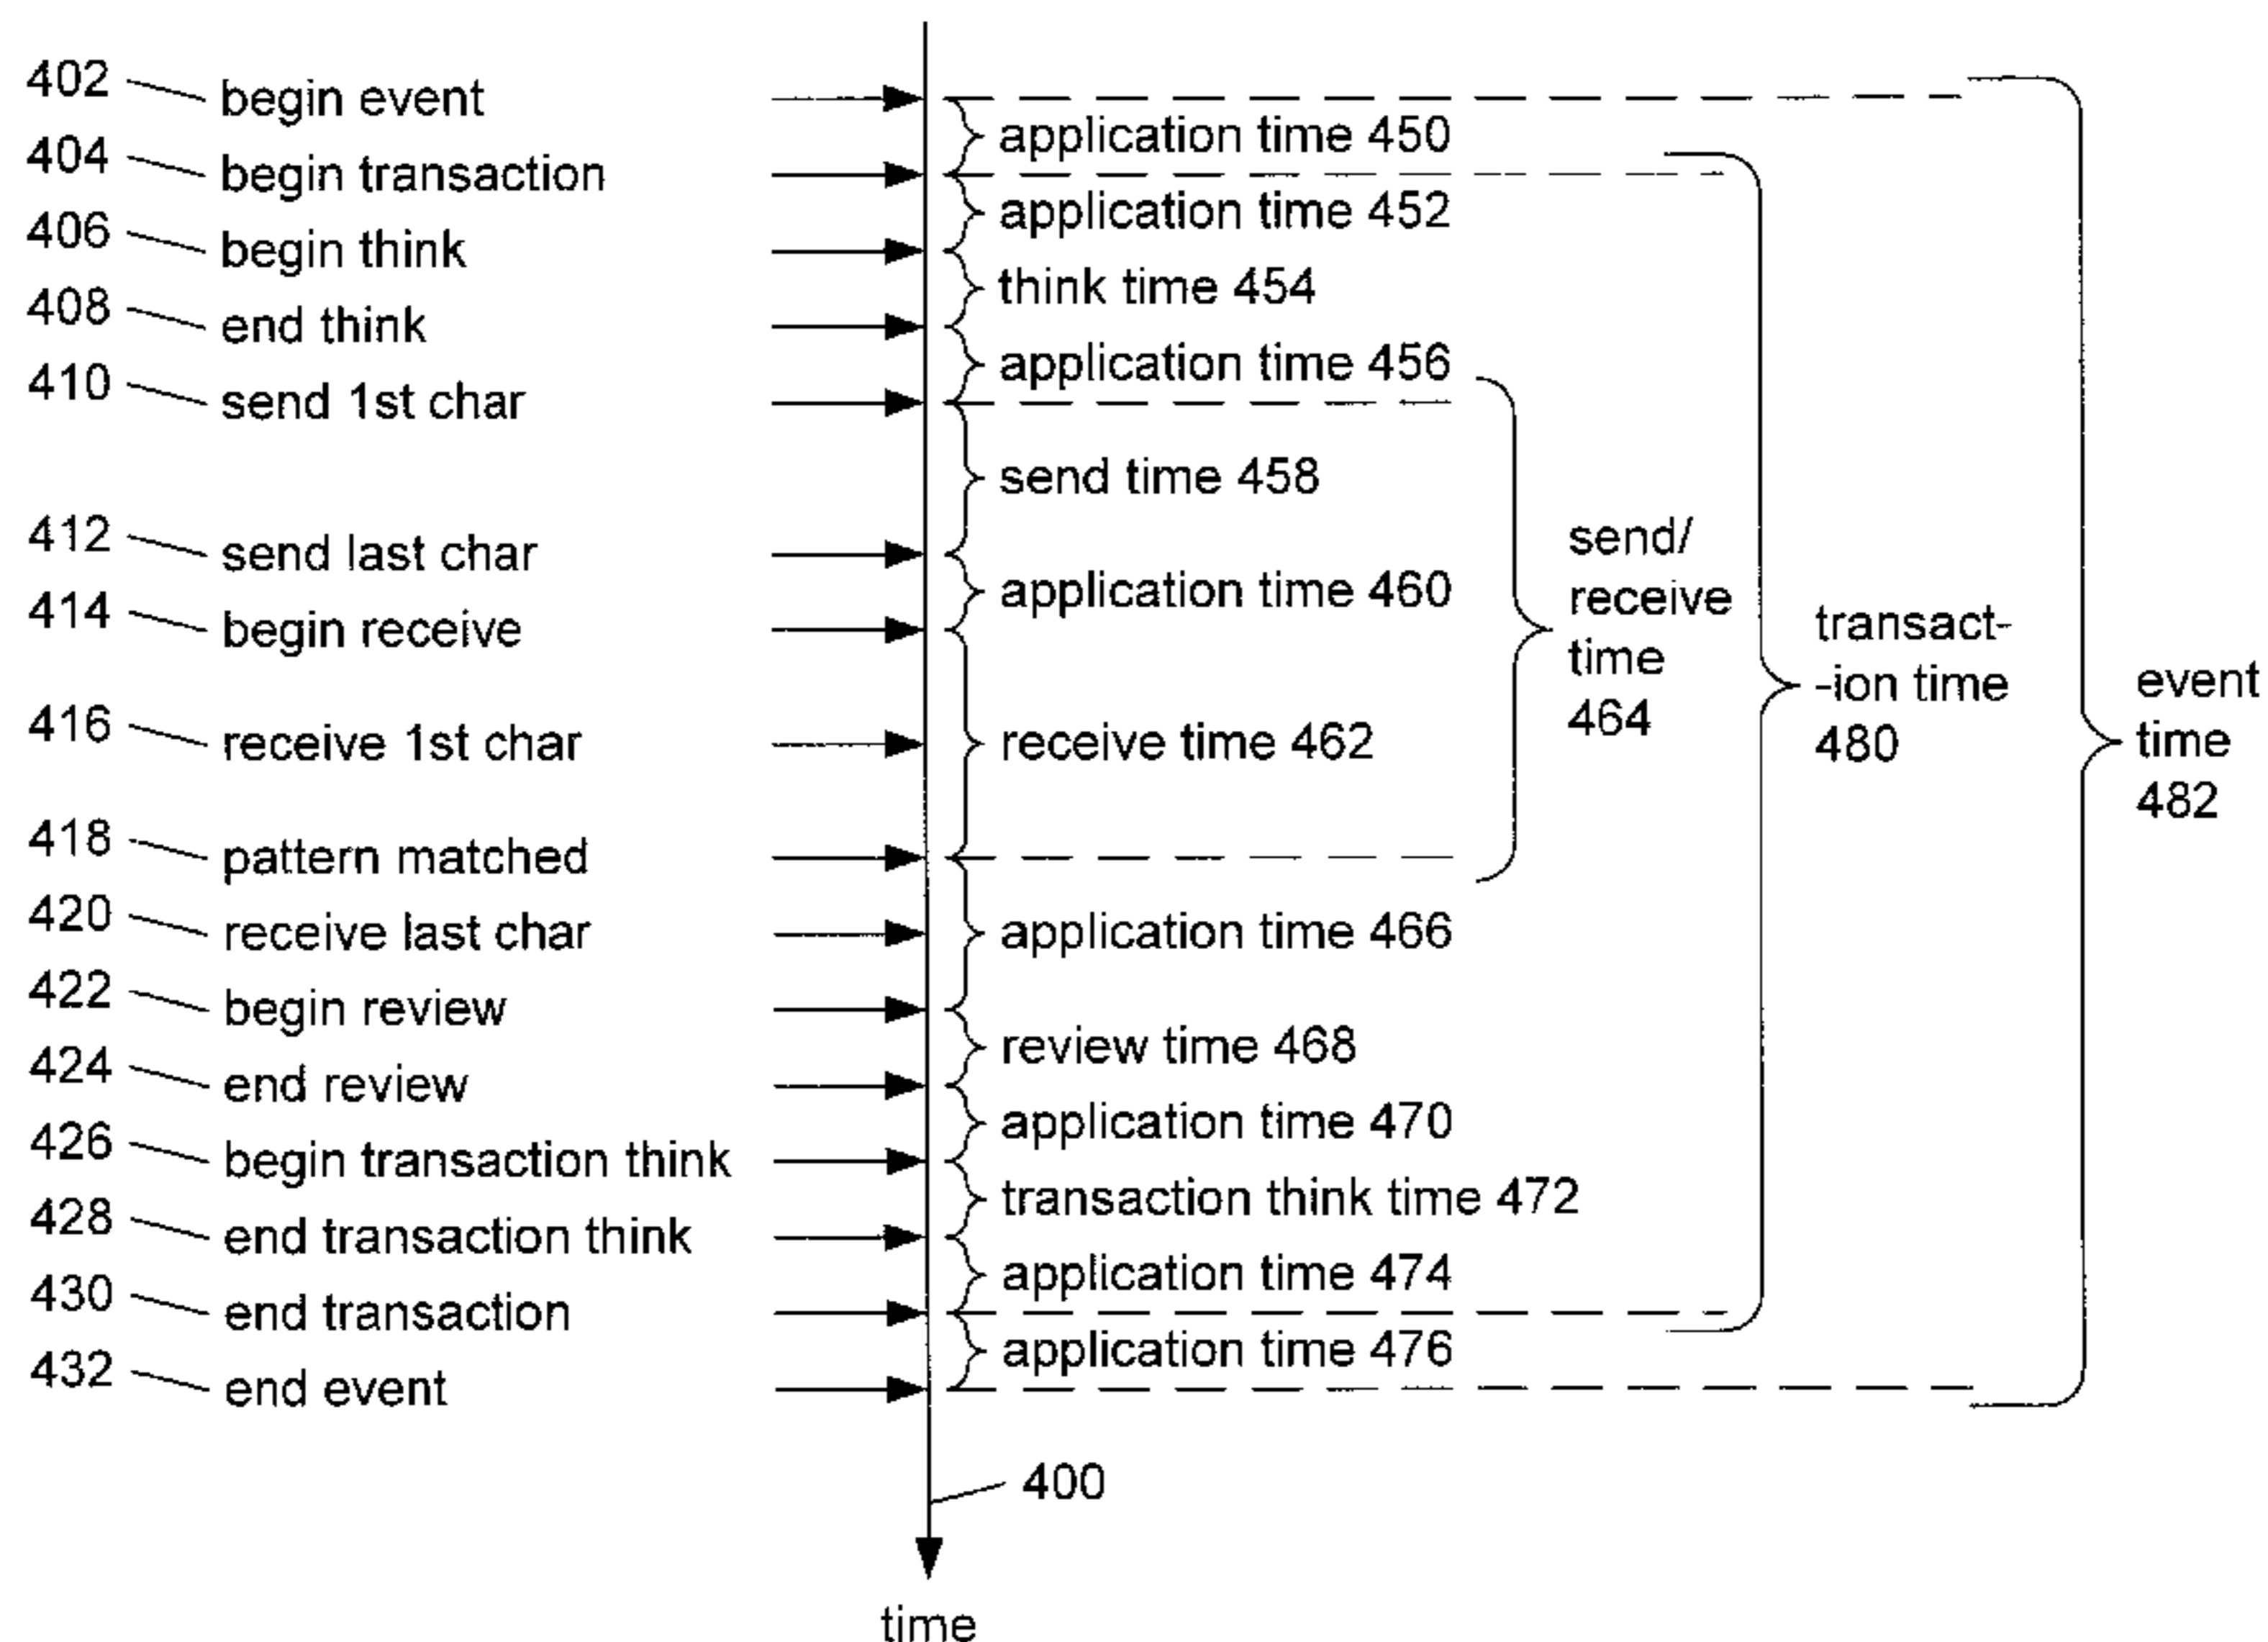 402 begin event
application time 450
404 begin transaction
application time 452
406 begin think
think time 454
408 end think
application time 456
410 send 1st char
send time 458
412 send last char
application time 460
414 begin receive
416 receive 1st char
receive time 462
418 pattern matched
420 receive last char
application time 466
422 begin review
review time 468
424 end review
application time 470
426 begin transaction think
transaction think time 472
428 end transaction think
application time 474
430 end transaction
application time 476
432 end event
send/
receive
time
464
transact-
-ion time
480
event
time
482
400
time